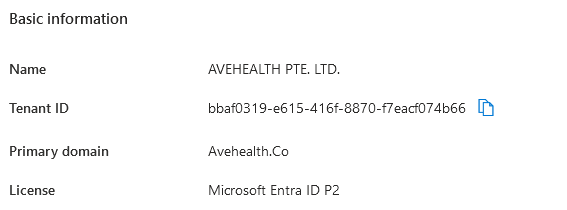 Basic information
Name AVEHEALTH PTE. LTD.
Tenant ID bbaf0319-e615-416f-8870-f7eacf074b66
Primary domain Avehealth.Co
License Microsoft Entra ID P2